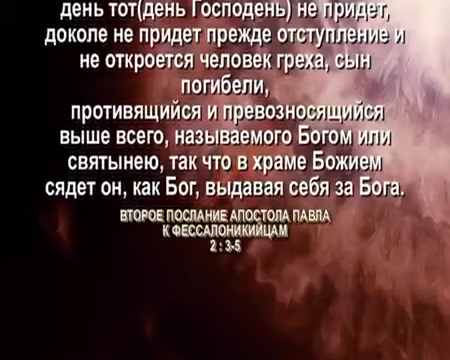 день тот(день Господень) не придет,
доколе не придет прежде отступление и
не откроется человек греха, сын
погибели,
противящийся и превозносящийся
выше всего, называемого Богом или
святынею, так что в храме Божием
сядет он, как Бог, выдавая себя за Бога.
ВТОРОЕ ПОСЛАНИЕ АПОСТОЛА ПАВЛА
К ФЕССАЛОНИКИЙЦАМ
2 : 3-5